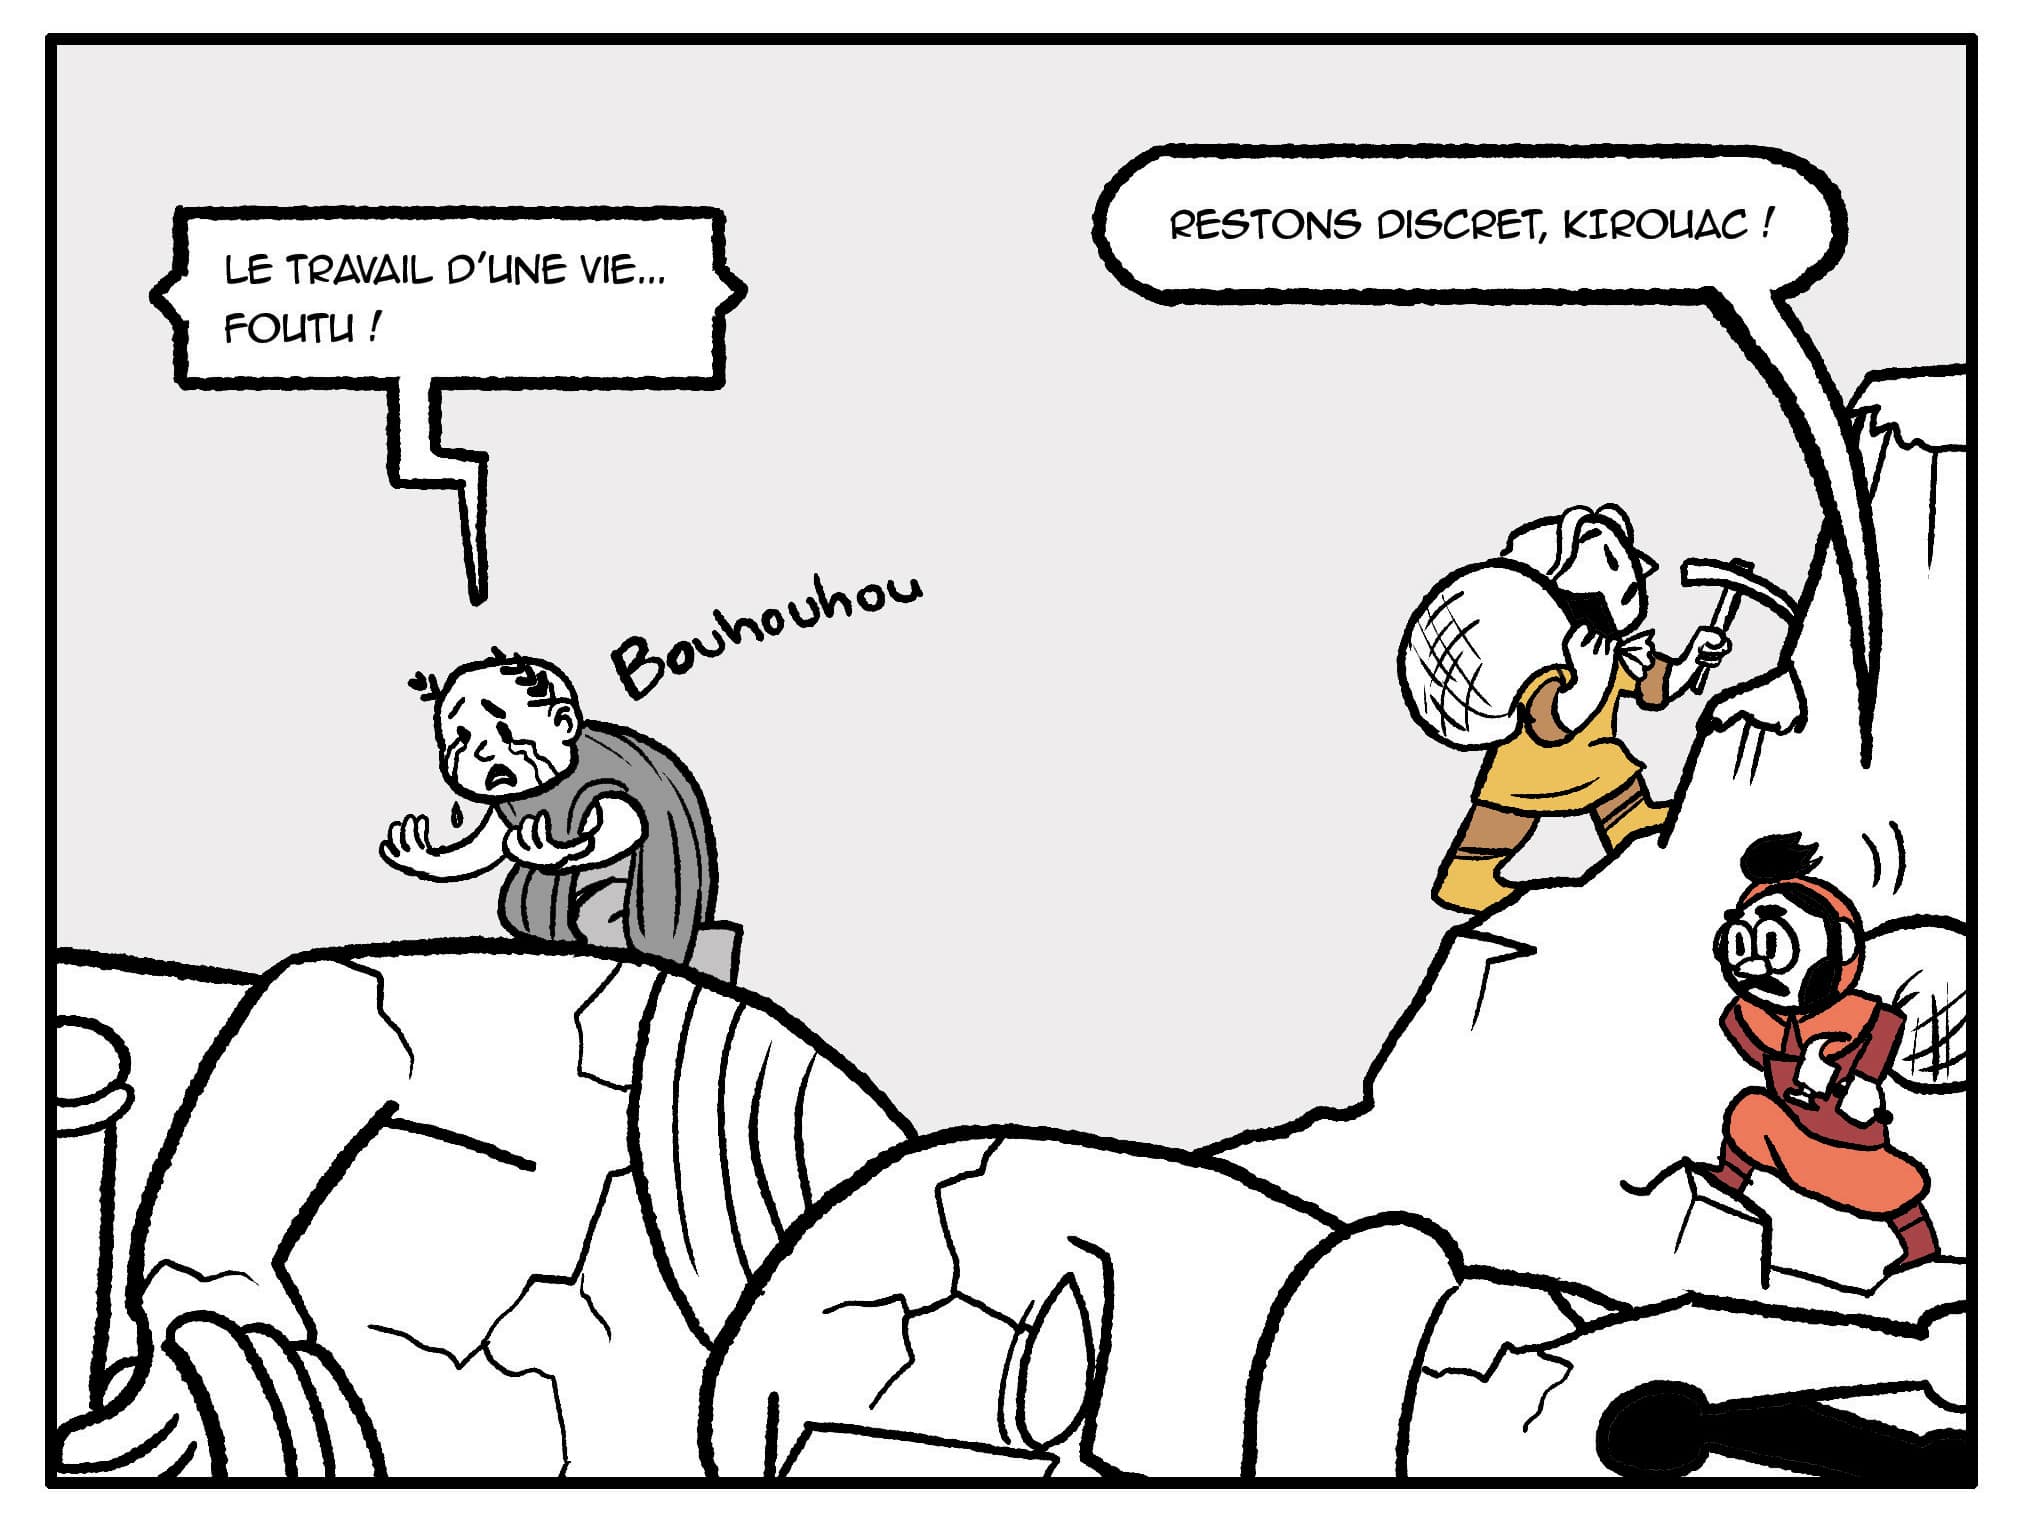 LE TRAVAIL D'UNE VIE...
FOUTU !
RESTONS DISCRET, KIROUAC !
Bouhouhou